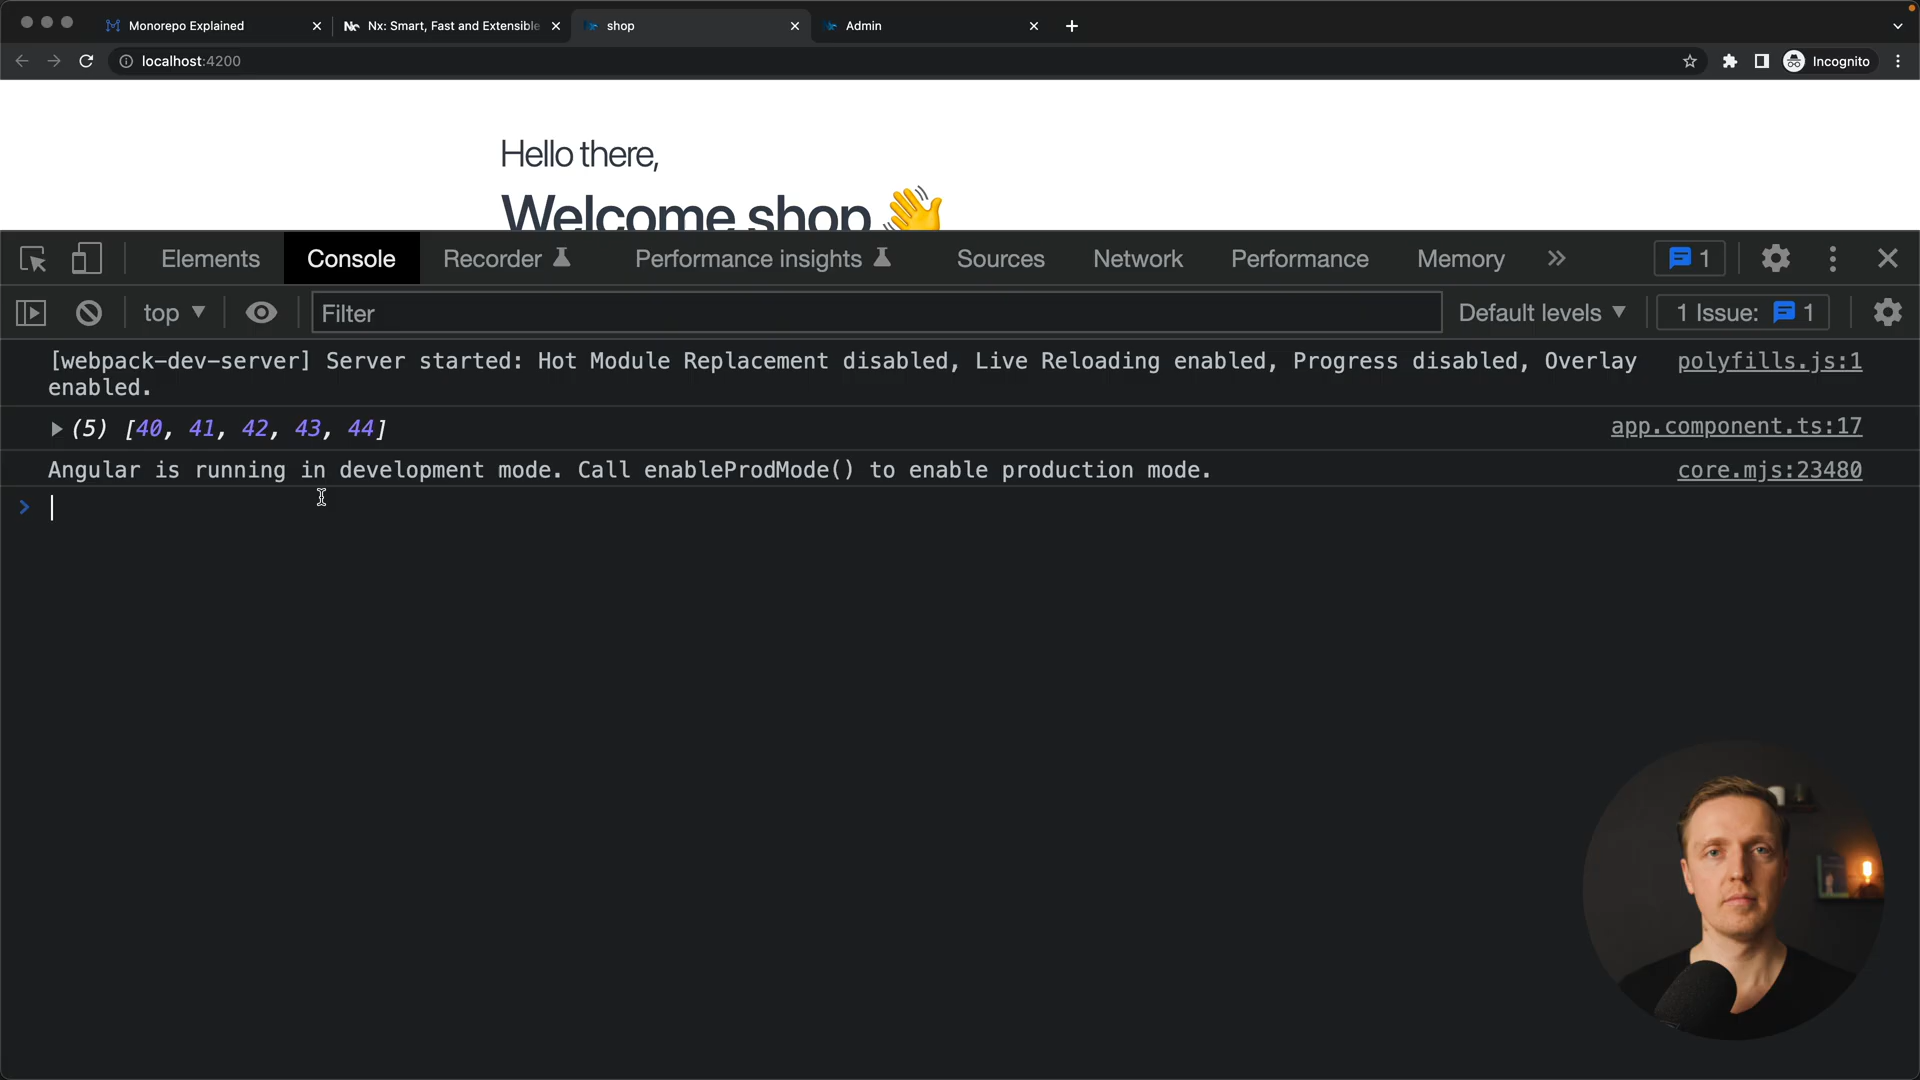 Monorepo Explained
Nx: Smart, Fast and Extensible
shop
Admin
localhost:4200
Incognito
Hello there,
Welcome shop 👋
Elements
Console
Recorder
Performance insights
Sources
Network
Performance
Memory
1
top
Filter
Default levels
1 Issue: 1
[webpack-dev-server] Server started: Hot Module Replacement disabled, Live Reloading enabled, Progress disabled, Overlay polyfills.js:1
enabled.
(5) [40, 41, 42, 43, 44] app.component.ts:17
Angular is running in development mode. Call enableProdMode() to enable production mode. core.mjs:23480